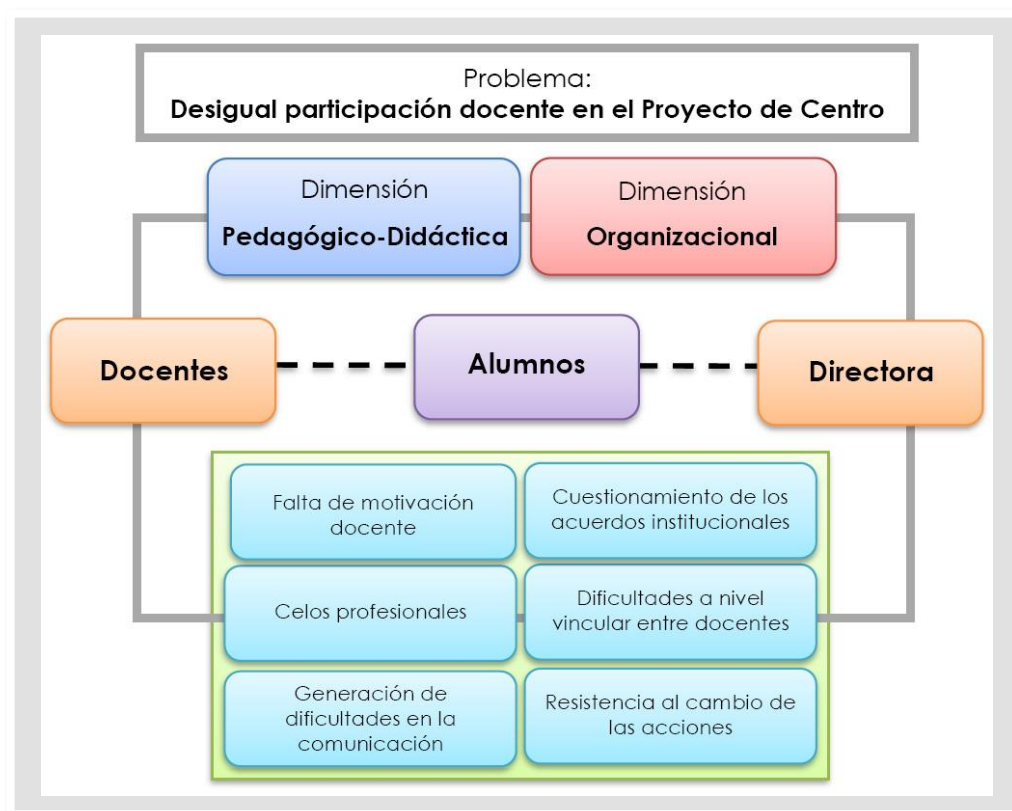 Problema:
Desigual participación docente en el Proyecto de Centro
Dimensión
Pedagógico-Didáctica
Dimensión
Organizacional
Docentes
Alumnos
Directora
Falta de motivación
docente
Cuestionamiento de los
acuerdos institucionales
Celos profesionales
Dificultades a nivel
vincular entre docentes
Generación de
dificultades en la
comunicación
Resistencia al cambio de
las acciones